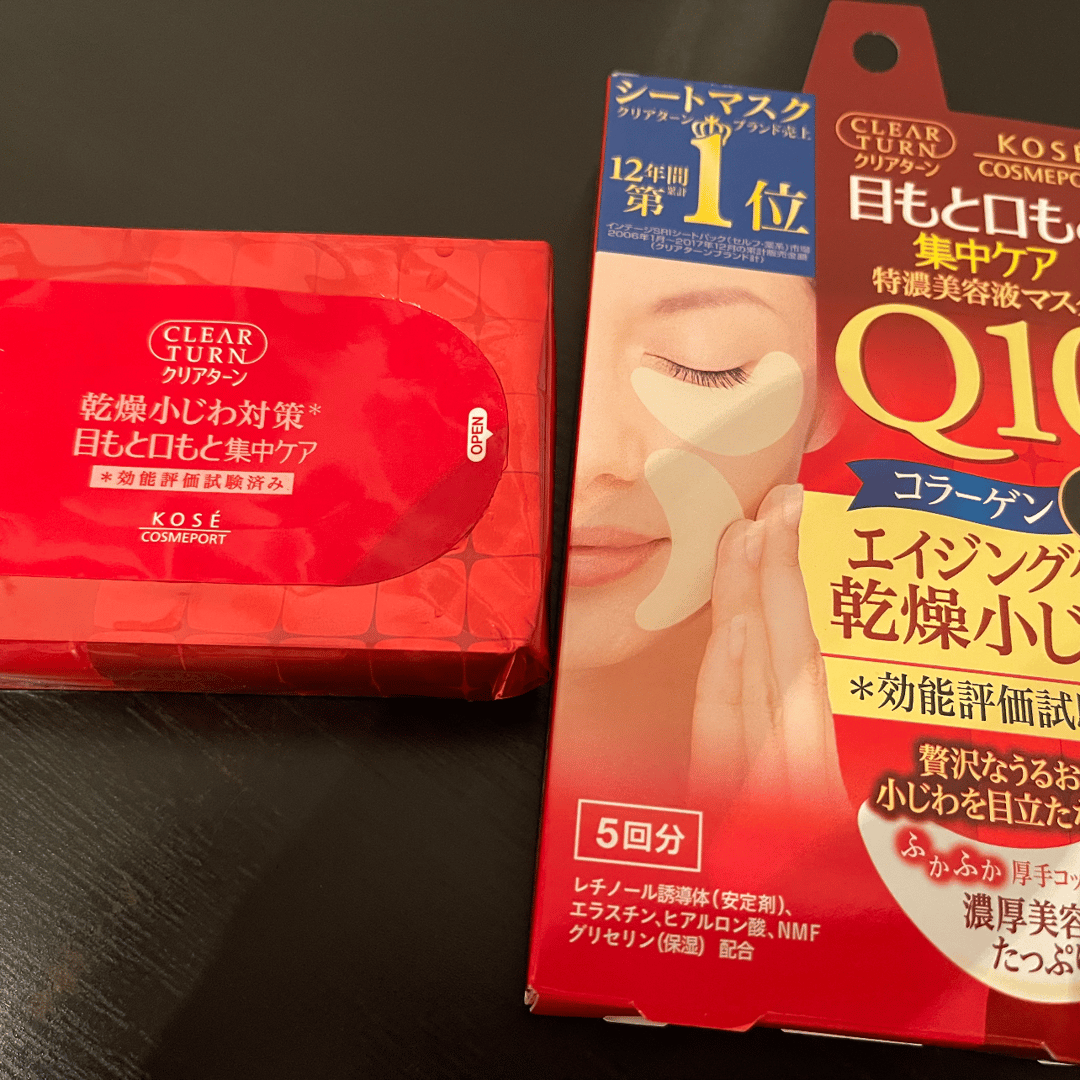 CLEAR
TURN
クリアターン
乾燥小じわ対策*
目もと口もと集中ケア
*効能評価試験済み
OPEN
KOSÉ
COSMEPORT
シートマスク
クリアターン ブランド売上
12年間
累計
第1位
インテージSRIシートパック(セルフ・薬系)市場
2006年1月~2017年12月の累計販売金額
(クリアターンブランド計)
CLEAR
TURN
クリアターン
KOSÉ
COSMEPO
目もと口も
集中ケア
特濃美容液マス
Q10
コラーゲン
エイジング
乾燥小じ
*効能評価試
贅沢なうるお
小じわを目立た
ふかふか 厚手コッ
濃厚美容
たっぷ
5回分
レチノール誘導体(安定剤)、
エラスチン、ヒアルロン酸、NMF
グリセリン(保湿) 配合